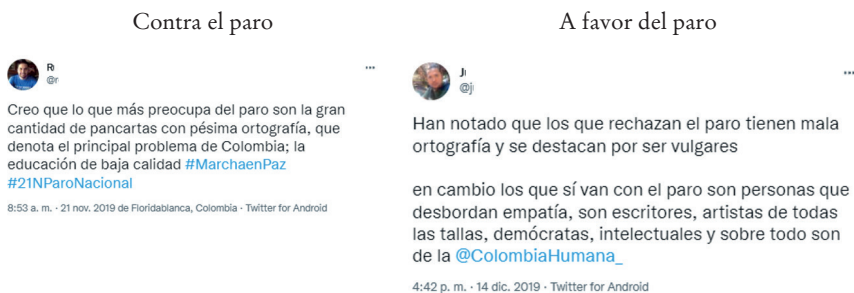 Contra el paro
R
@r
Creo que lo que más preocupa del paro son la gran
cantidad de pancartas con pésima ortografía, que
denota el principal problema de Colombia; la
educación de baja calidad #MarchaenPaz
#21NParoNacional
8:53 a. m. · 21 nov. 2019 de Floridablanca, Colombia · Twitter for Android
A favor del paro
J
@j
Han notado que los que rechazan el paro tienen mala
ortografía y se destacan por ser vulgares
en cambio los que sí van con el paro son personas que
desbordan empatía, son escritores, artistas de todas
las tallas, demócratas, intelectuales y sobre todo son
de la @ColombiaHumana_
4:42 p. m. · 14 dic. 2019 · Twitter for Android